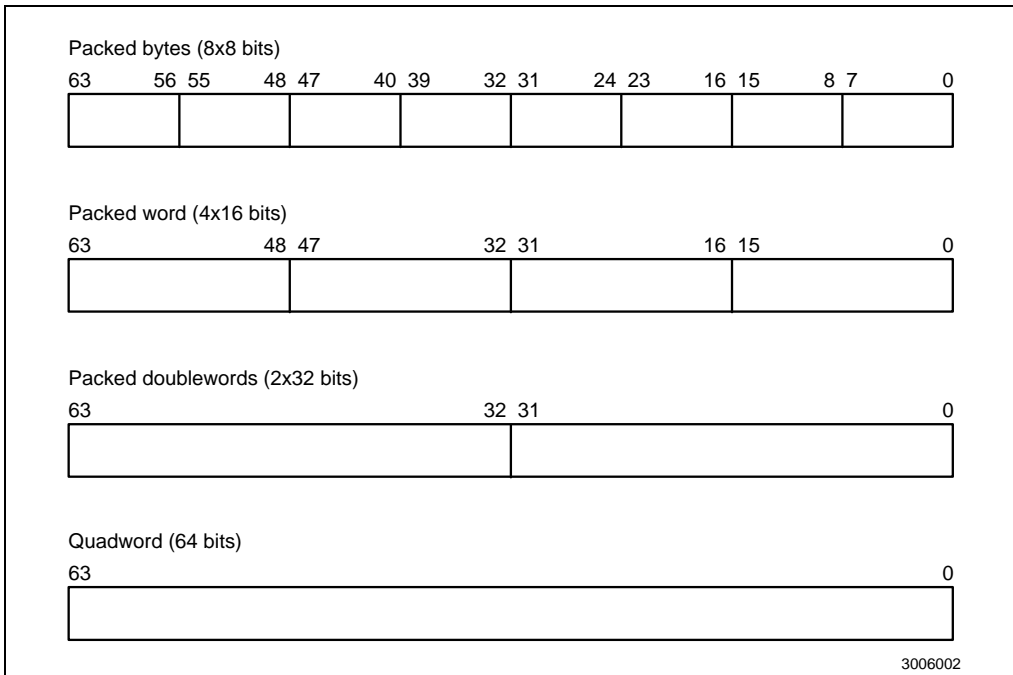 Packed bytes (8x8 bits)
63 56 55 48 47 40 39 32 31 24 23 16 15 8 7 0
Packed word (4x16 bits)
63 48 47 32 31 16 15 0
Packed doublewords (2x32 bits)
63 32 31 0
Quadword (64 bits)
63 0
3006002